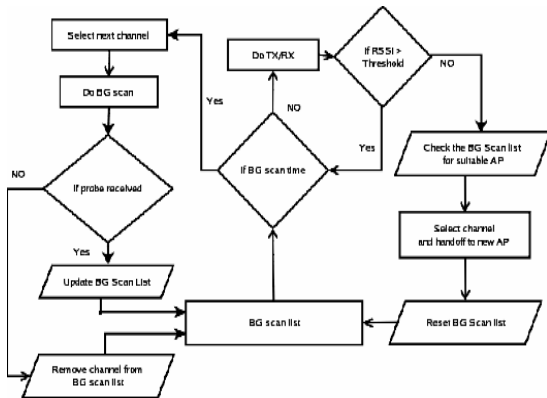 Select next channel
Do TX/RX
If RSSI >
Threshold
NO
Do BG scan
Yes
NO
Yes
Check the BG Scan list
for suitable AP
NO
If probe received
If BG scan time
Select channel
and handoff to new AP
Yes
Update BG Scan List
BG scan list
Reset BG Scan list
Remove channel from
BG scan list